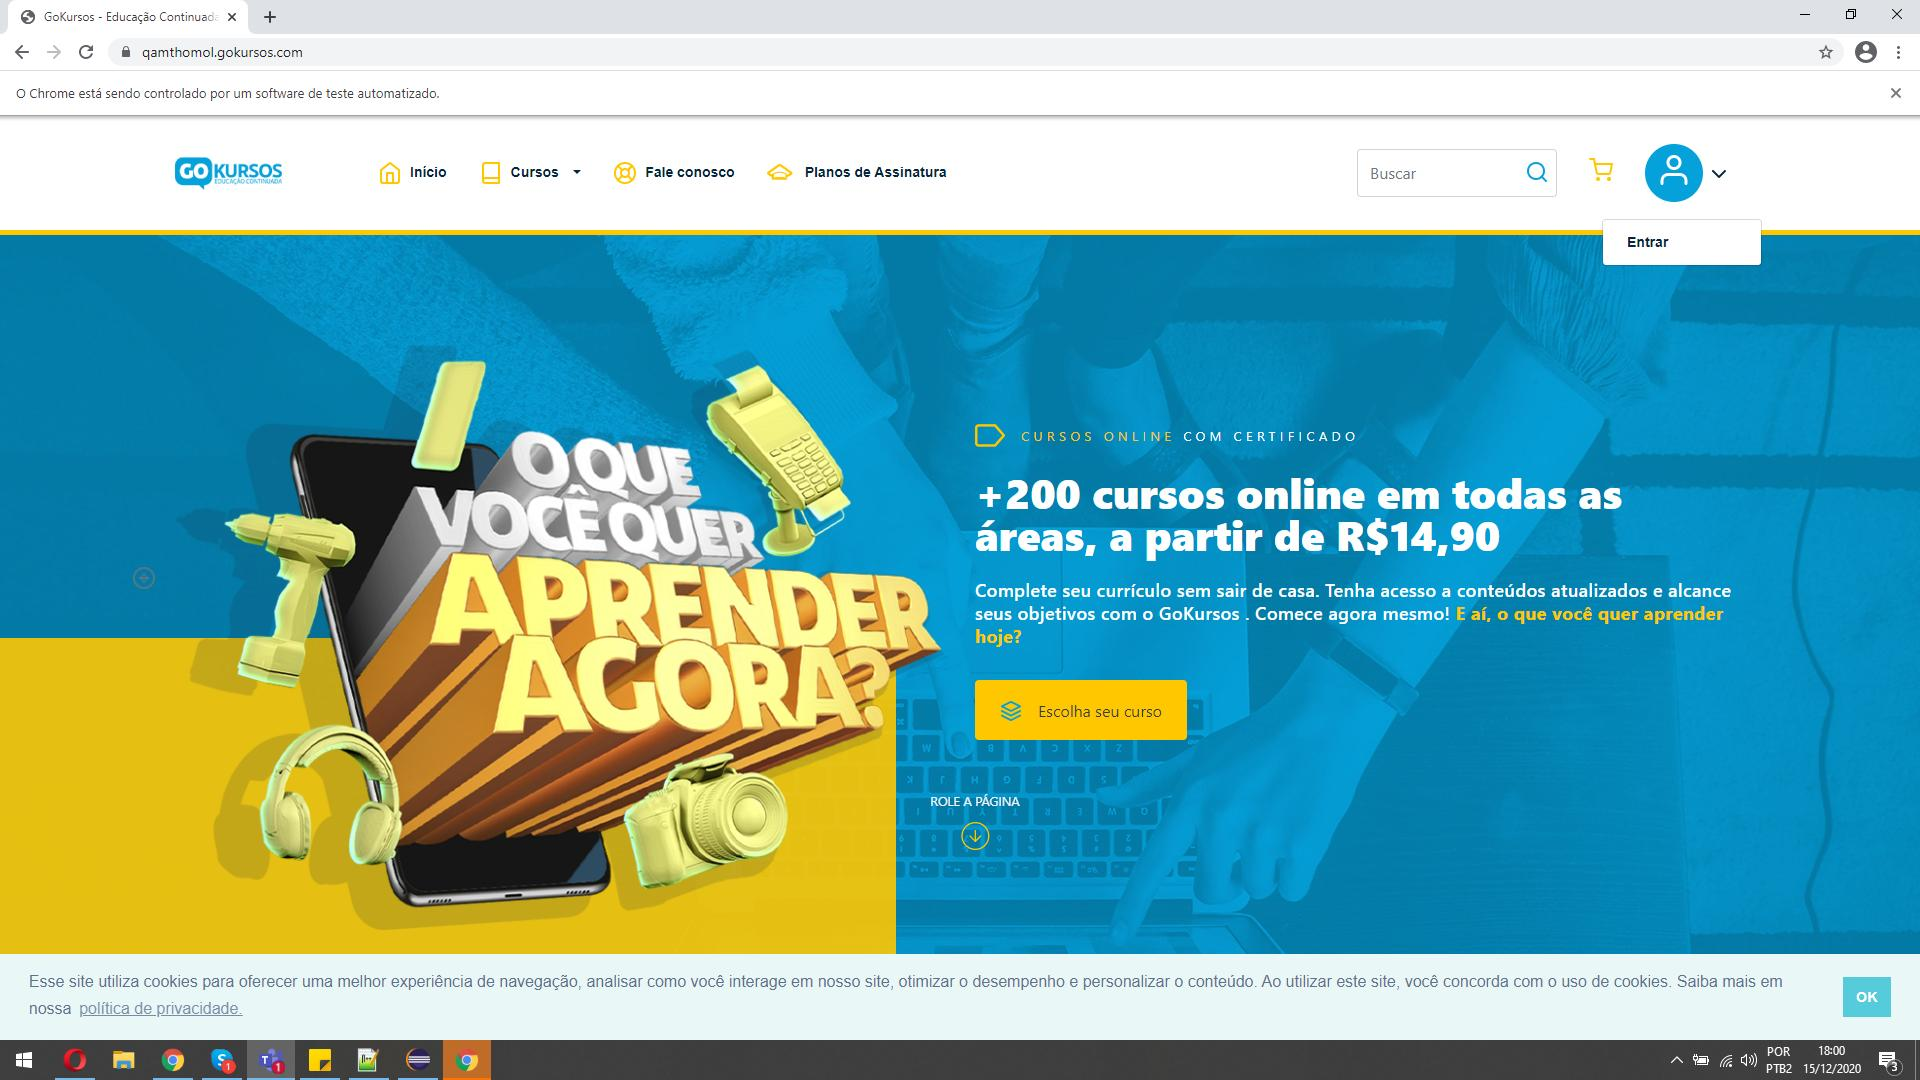 GoKursos - Educação Continuada
qamthomol.gokursos.com
O Chrome está sendo controlado por um software de teste automatizado.
GO KURSOS
EDUCAÇÃO CONTINUADA
Início
Cursos
Fale conosco
Planos de Assinatura
Buscar
Entrar
O QUE
VOCÊ QUER
APRENDER
AGORA?
CURSOS ONLINE COM CERTIFICADO
+200 cursos online em todas as
áreas, a partir de R$14,90
Complete seu currículo sem sair de casa. Tenha acesso a conteúdos atualizados e alcance
seus objetivos com o GoKursos . Comece agora mesmo! E aí, o que você quer aprender
hoje?
Escolha seu curso
ROLE A PÁGINA
Esse site utiliza cookies para oferecer uma melhor experiência de navegação, analisar como você interage em nosso site, otimizar o desempenho e personalizar o conteúdo. Ao utilizar este site, você concorda com o uso de cookies. Saiba mais em
nossa política de privacidade.
OK
POR
PTB2
18:00
15/12/2020
3